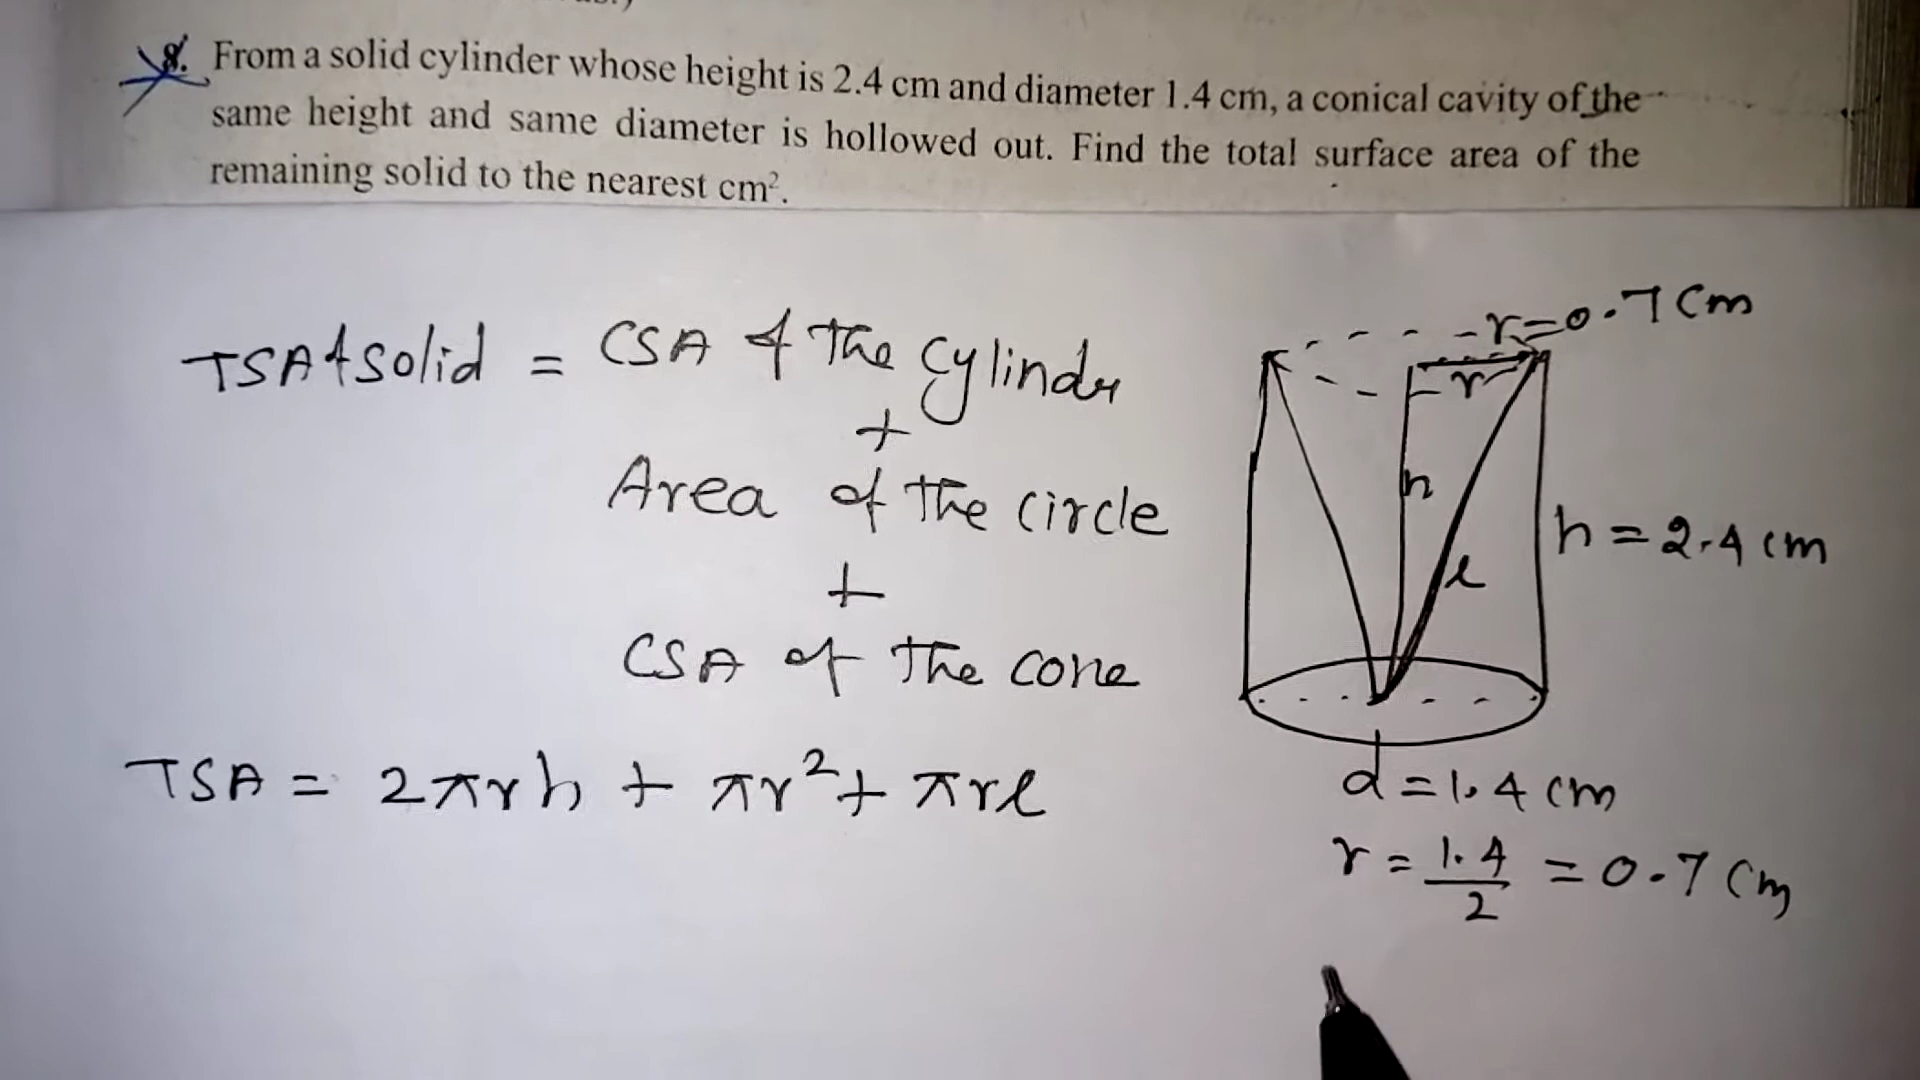 8. From a solid cylinder whose height is 2.4 cm and diameter 1.4 cm, a conical cavity of the
same height and same diameter is hollowed out. Find the total surface area of the
remaining solid to the nearest cm².
TSA of solid = CSA of the cylinder
+
Area of the circle
+
CSA of the cone
TSA = 2πrh + πr² + πrl
r=0.7 cm
r
h
l
h = 2.4 cm
d = 1.4 cm
r = 1.4/2 = 0.7 cm